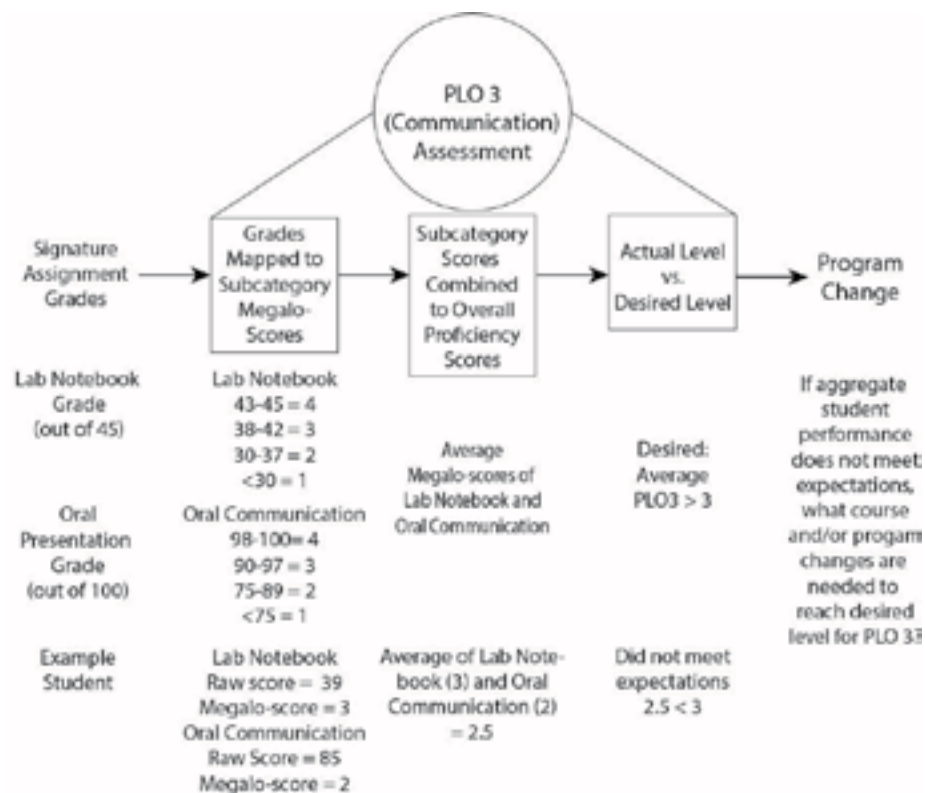 PLO 3
(Communication)
Assessment
Signature
Assignment
Grades
Grades
Mapped to
Subcategory
Megalo-
Scores
Subcategory
Scores
Combined
to Overall
Proficiency
Scores
Actual Level
vs.
Desired Level
Program
Change
Lab Notebook
Grade
(out of 45)
Lab Notebook
43-45 = 4
38-42 = 3
30-37 = 2
<30 = 1
Average
Megalo-scores of
Lab Notebook and
Oral Communication
Desired:
Average
PLO3 > 3
If aggregate
student
performance
does not meet
expectations,
what course
and/or progam
changes are
needed to
reach desired
level for PLO 3?
Oral
Presentation
Grade
(out of 100)
Oral Communication
98-100= 4
90-97 = 3
75-89 = 2
<75 = 1
Example
Student
Lab Notebook
Raw score = 39
Megalo-score = 3
Oral Communication
Raw Score = 85
Megalo-score = 2
Average of Lab Note-
book (3) and Oral
Communication (2)
= 2.5
Did not meet
expectations
2.5 < 3